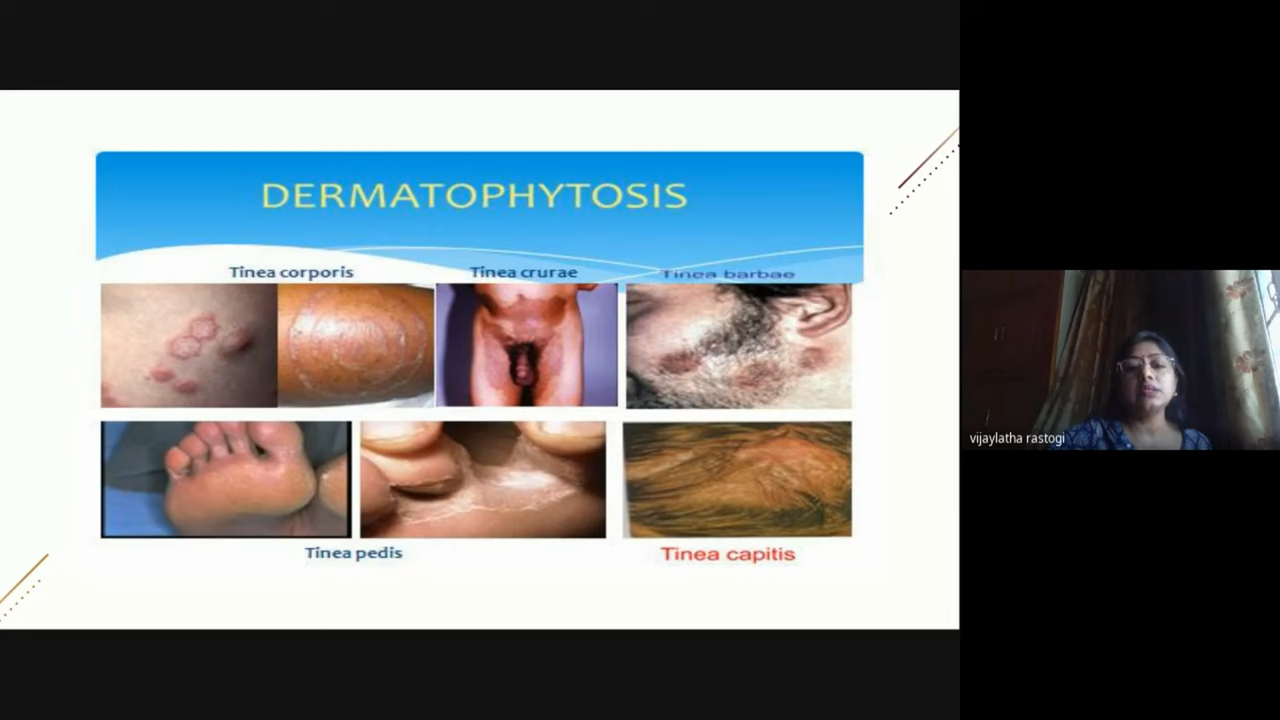 DERMATOPHYTOSIS
Tinea corporis
Tinea crurae
Tinea barbae
Tinea pedis
Tinea capitis
vijaylatha rastogi